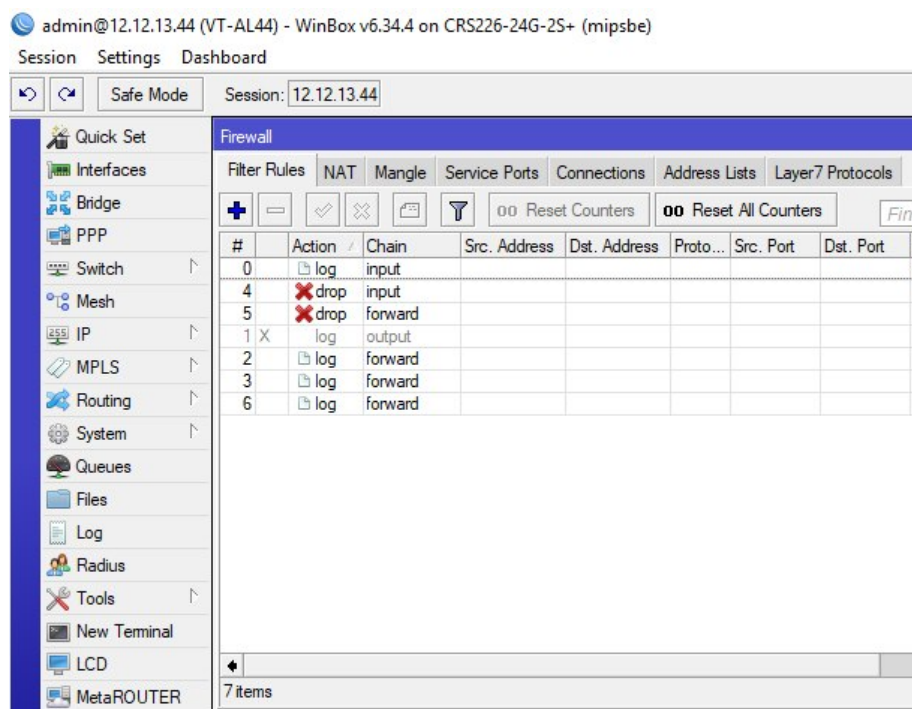 admin@12.12.13.44 (VT-AL44) - WinBox v6.34.4 on CRS226-24G-2S+ (mipsbe)
Session Settings Dashboard
Safe Mode Session: 12.12.13.44
Quick Set
Interfaces
Bridge
PPP
Switch
Mesh
255 IP
MPLS
Routing
System
Queues
Files
Log
Radius
Tools
New Terminal
LCD
MetaROUTER
Firewall
Filter Rules NAT Mangle Service Ports Connections Address Lists Layer7 Protocols
00 Reset Counters 00 Reset All Counters Fin
# Action Chain Src. Address Dst. Address Proto... Src. Port Dst. Port
0 log input
4 drop input
5 drop forward
1 X log output
2 log forward
3 log forward
6 log forward
7 items